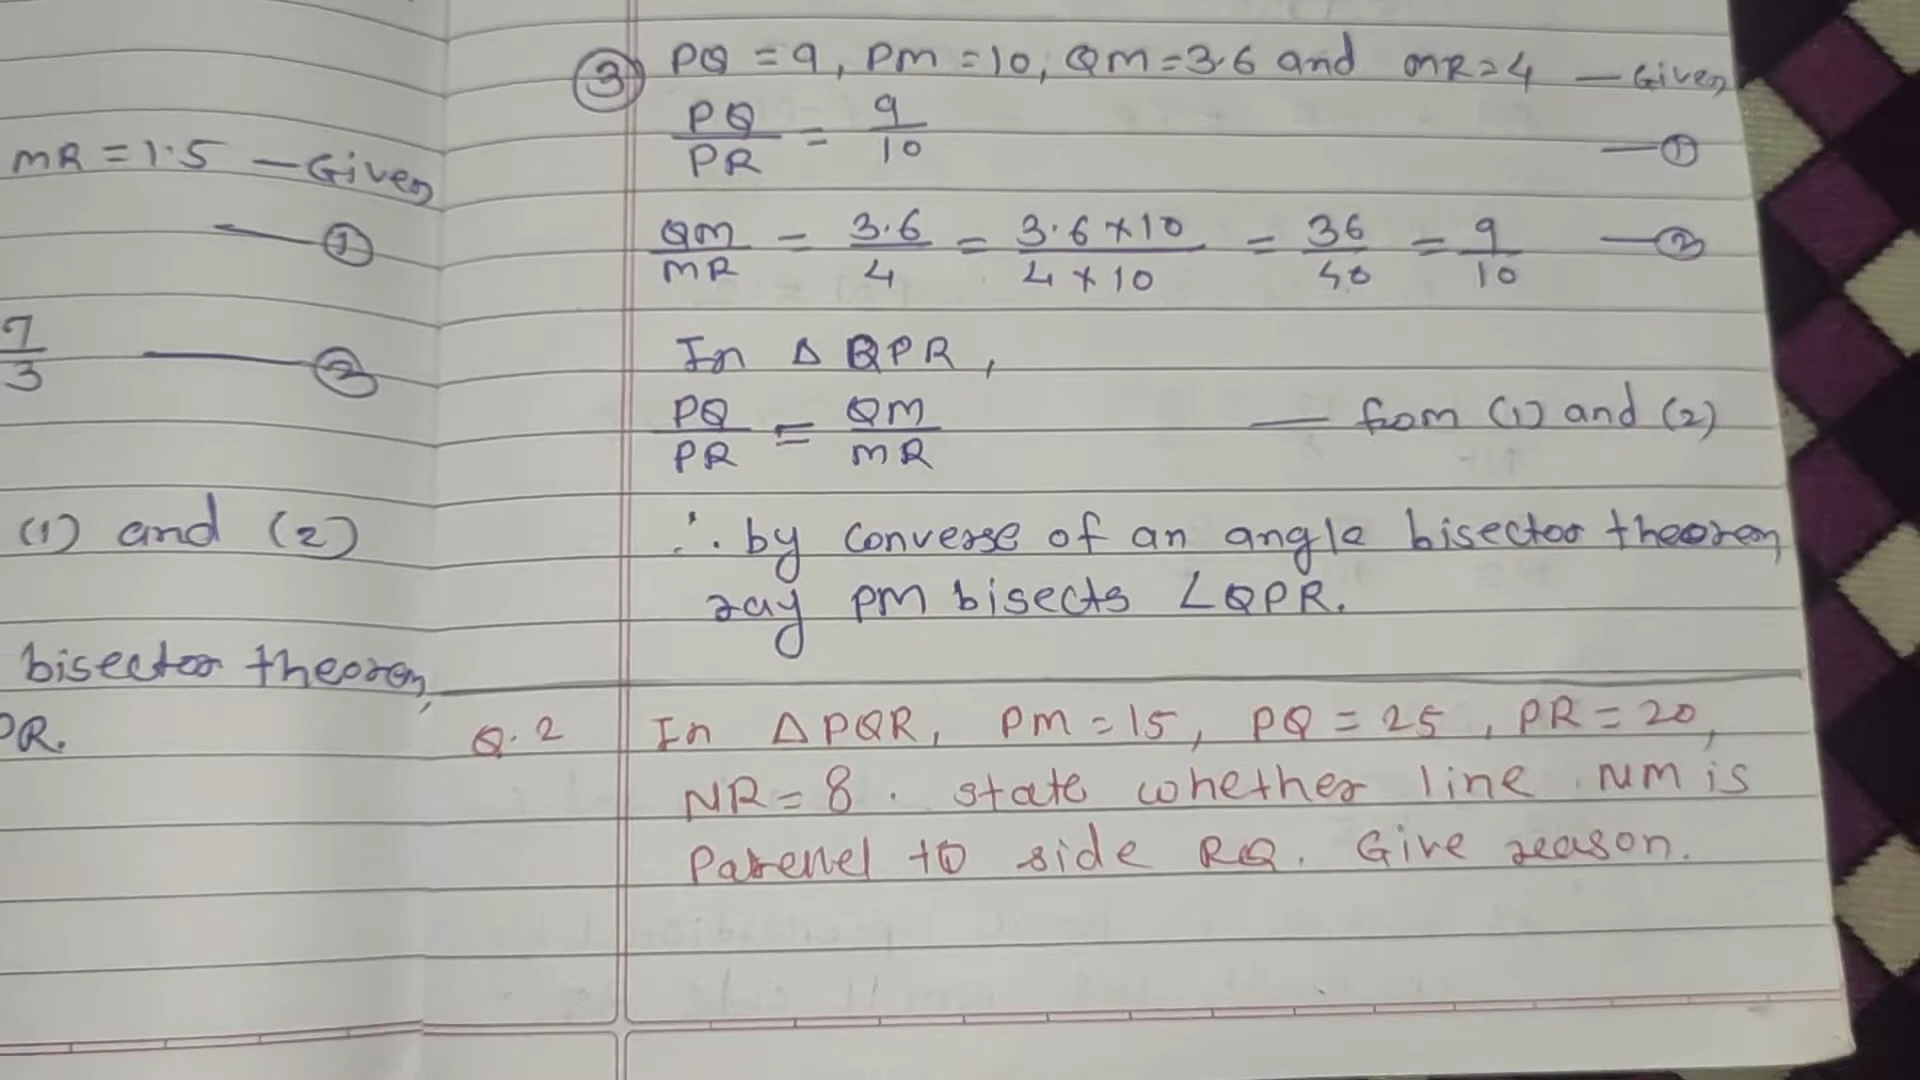 mR = 1.5 — Given
— ①
7/3 — ②
(1) and (2)
bisector theorem,
PR.
③ PQ = 9, PM = 10, QM = 3.6 and MR = 4 — Given
PQ/PR = 9/10 — ①
QM/MR = 3.6/4 = 3.6 × 10/4 × 10 = 36/40 = 9/10 — ②
In Δ QPR,
PQ/PR = QM/MR — from (1) and (2)
∴ by converse of an angle bisector theorem
ray PM bisects ∠QPR.
Q.2 In ΔPQR, PM = 15, PQ = 25, PR = 20,
NR = 8. state whether line NM is
Parellel to side RQ. Give reason.